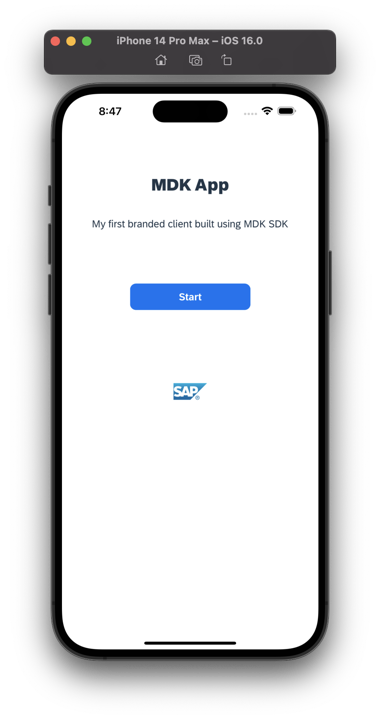 iPhone 14 Pro Max – iOS 16.0
8:47
MDK App
My first branded client built using MDK SDK
Start
SAP®